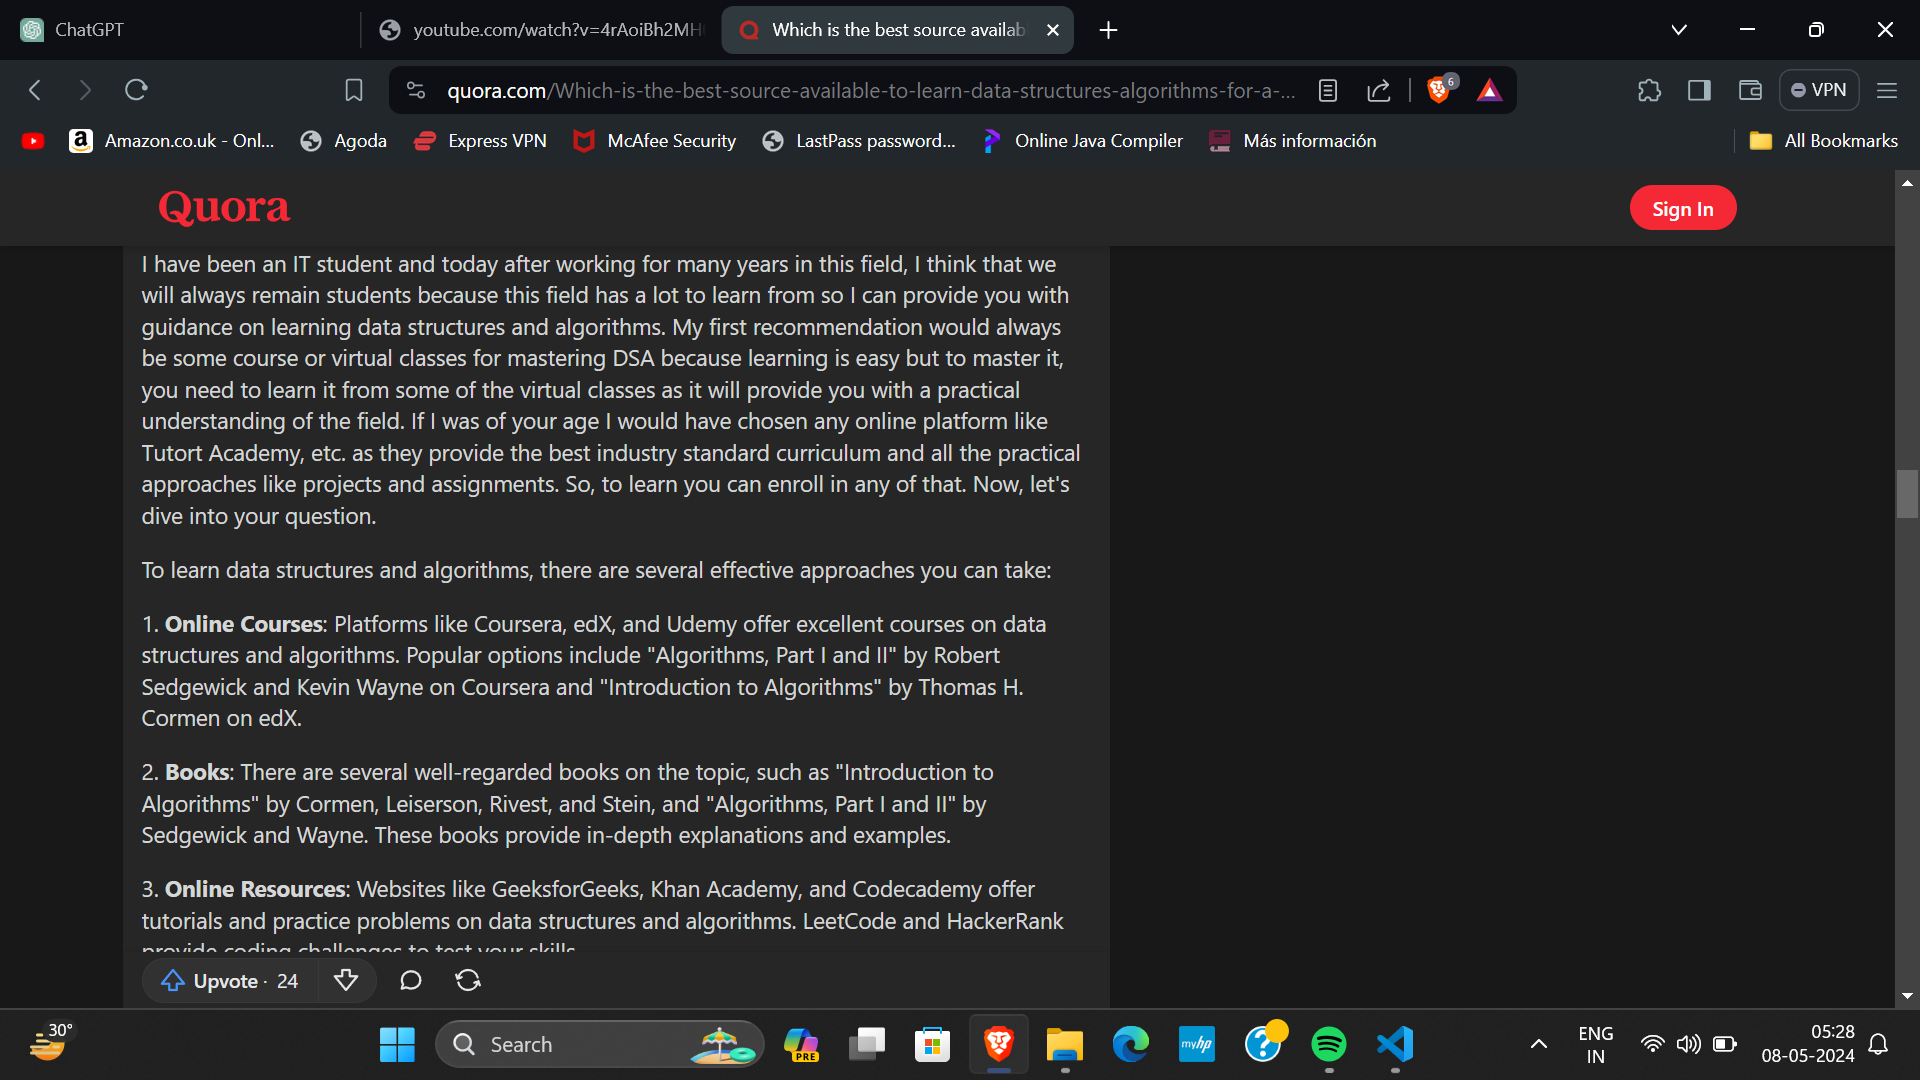 ChatGPT
youtube.com/watch?v=4rAoiBh2MH
Which is the best source availab
quora.com/Which-is-the-best-source-available-to-learn-data-structures-algorithms-for-a-...
6
VPN
Amazon.co.uk - Onl...
Agoda
Express VPN
McAfee Security
LastPass password...
Online Java Compiler
Más información
All Bookmarks
Quora
Sign In
I have been an IT student and today after working for many years in this field, I think that we
will always remain students because this field has a lot to learn from so I can provide you with
guidance on learning data structures and algorithms. My first recommendation would always
be some course or virtual classes for mastering DSA because learning is easy but to master it,
you need to learn it from some of the virtual classes as it will provide you with a practical
understanding of the field. If I was of your age I would have chosen any online platform like
Tutort Academy, etc. as they provide the best industry standard curriculum and all the practical
approaches like projects and assignments. So, to learn you can enroll in any of that. Now, let's
dive into your question.
To learn data structures and algorithms, there are several effective approaches you can take:
1. Online Courses: Platforms like Coursera, edX, and Udemy offer excellent courses on data
structures and algorithms. Popular options include "Algorithms, Part I and II" by Robert
Sedgewick and Kevin Wayne on Coursera and "Introduction to Algorithms" by Thomas H.
Cormen on edX.
2. Books: There are several well-regarded books on the topic, such as "Introduction to
Algorithms" by Cormen, Leiserson, Rivest, and Stein, and "Algorithms, Part I and II" by
Sedgewick and Wayne. These books provide in-depth explanations and examples.
3. Online Resources: Websites like GeeksforGeeks, Khan Academy, and Codecademy offer
tutorials and practice problems on data structures and algorithms. LeetCode and HackerRank
provide coding challenges to test your skills.
Upvote · 24
30°
Search
PRE
myhp
ENG
IN
05:28
08-05-2024